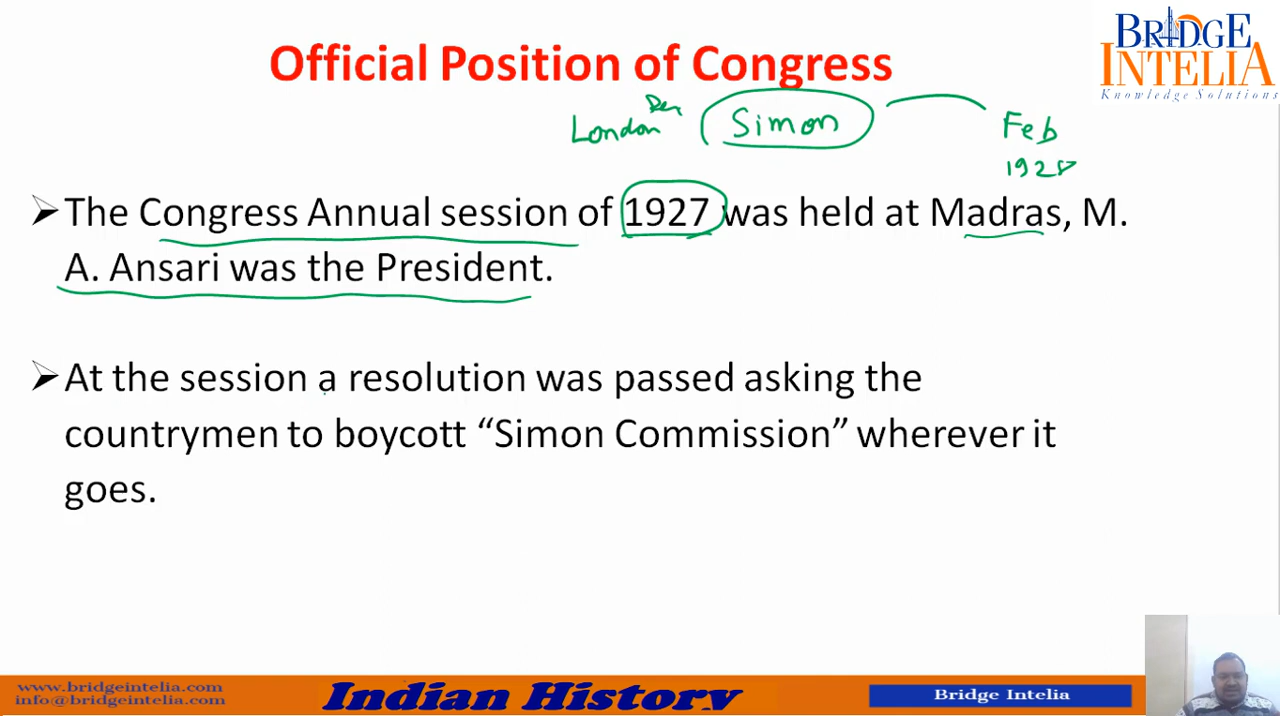 BRIDGE
INTELIA
Knowledge Solutions
Official Position of Congress
London Dec Simon Feb
1928
➢ The Congress Annual session of 1927 was held at Madras, M.
A. Ansari was the President.
➢ At the session a resolution was passed asking the
countrymen to boycott “Simon Commission” wherever it
goes.
www.bridgeintelia.com
info@bridgeintelia.com
Indian History
Bridge Intelia